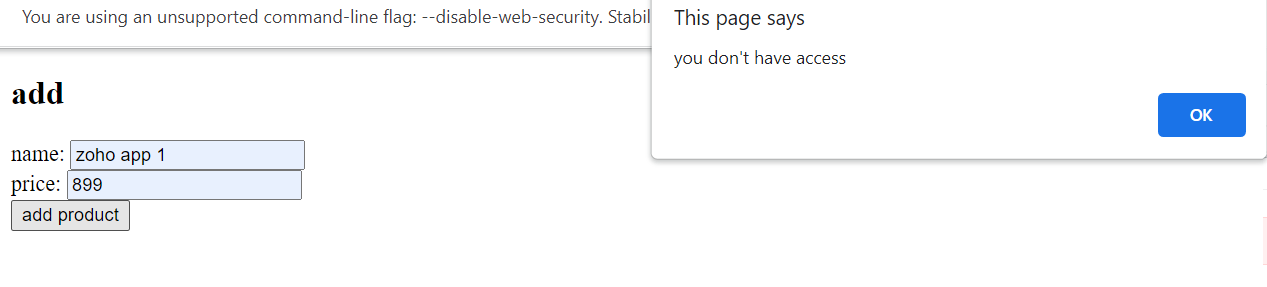 You are using an unsupported command-line flag: --disable-web-security. Stabil
This page says
you don't have access
OK
add
name: zoho app 1
price: 899
add product